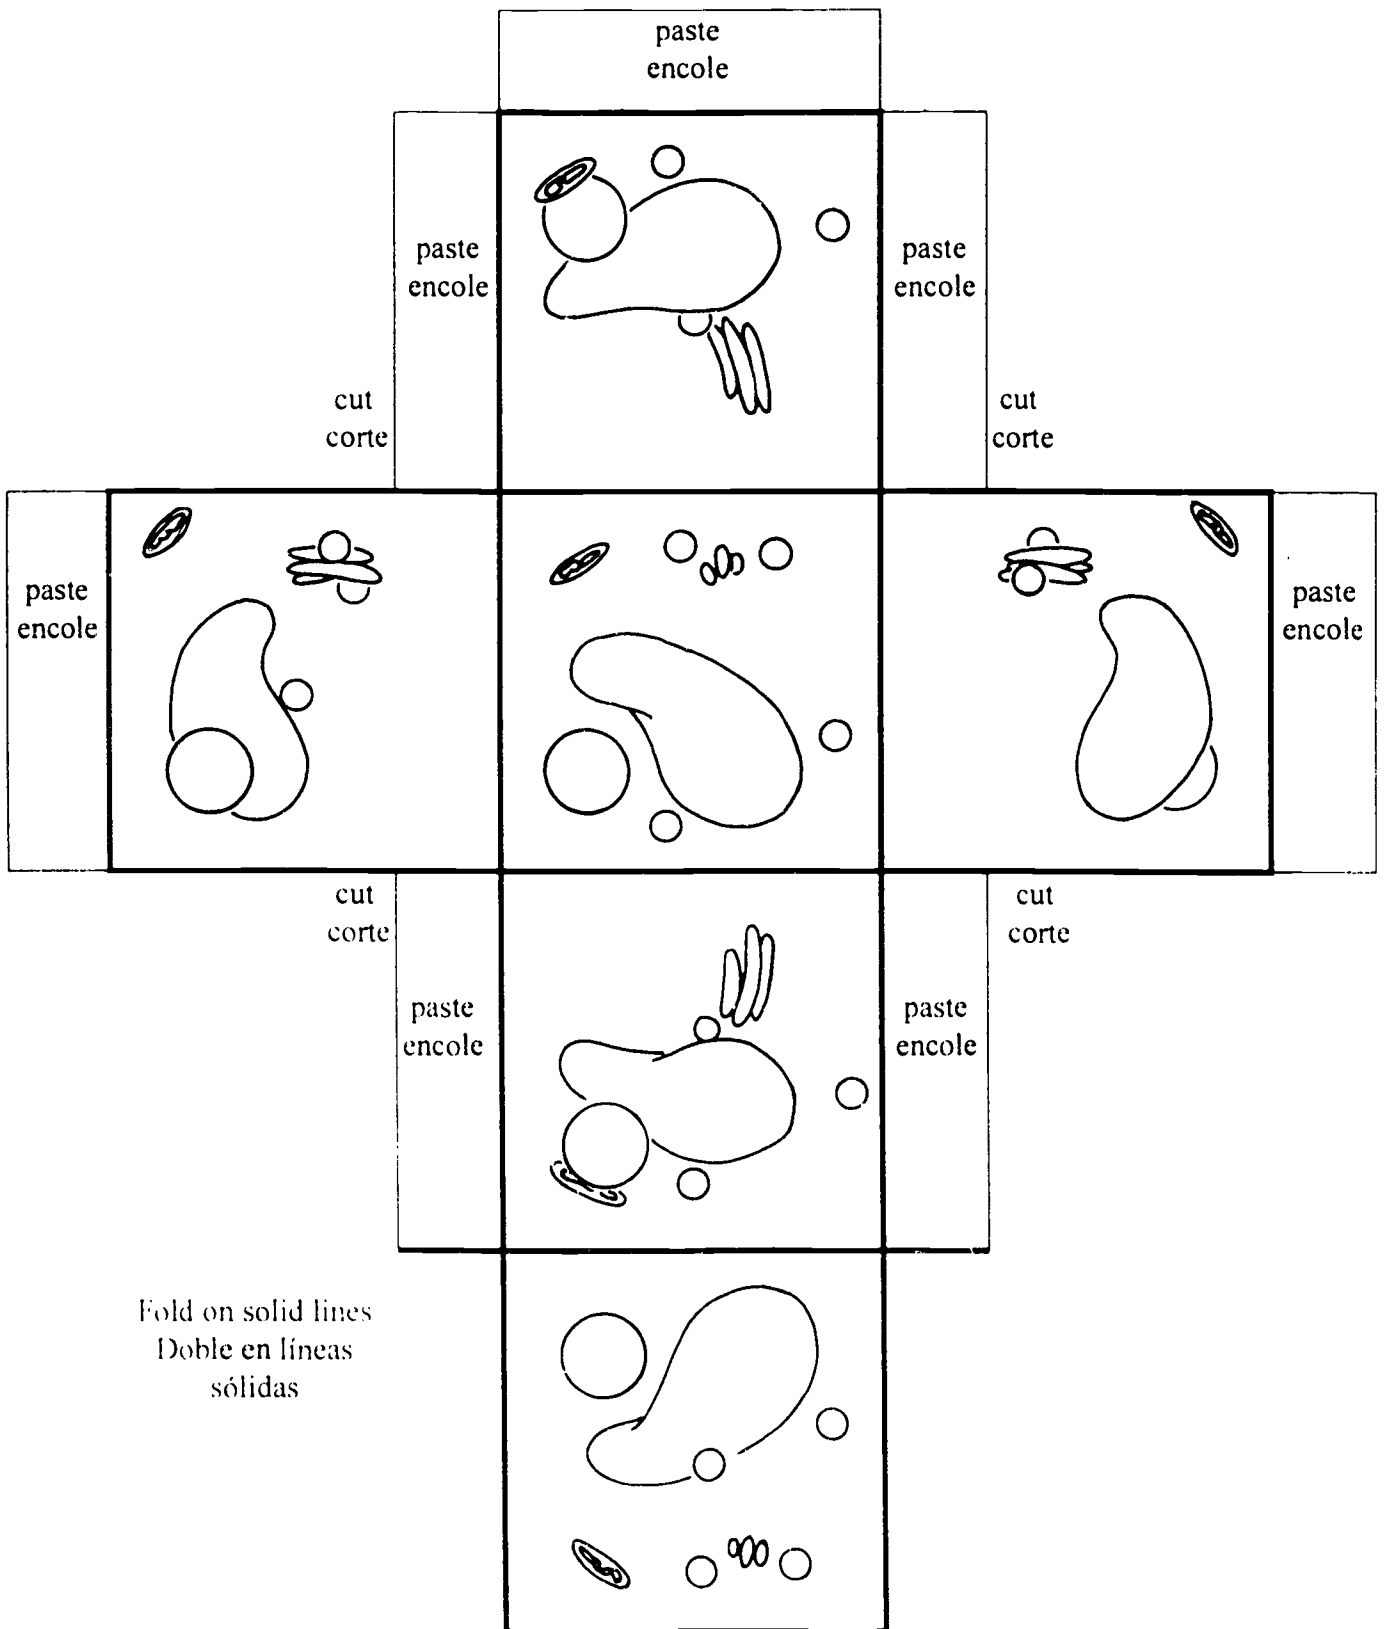 paste
encole
paste
encole
paste
encole
cut
corte
cut
corte
paste
encole
paste
encole
cut
corte
cut
corte
paste
encole
paste
encole
Fold on solid lines
Doble en líneas
sólidas